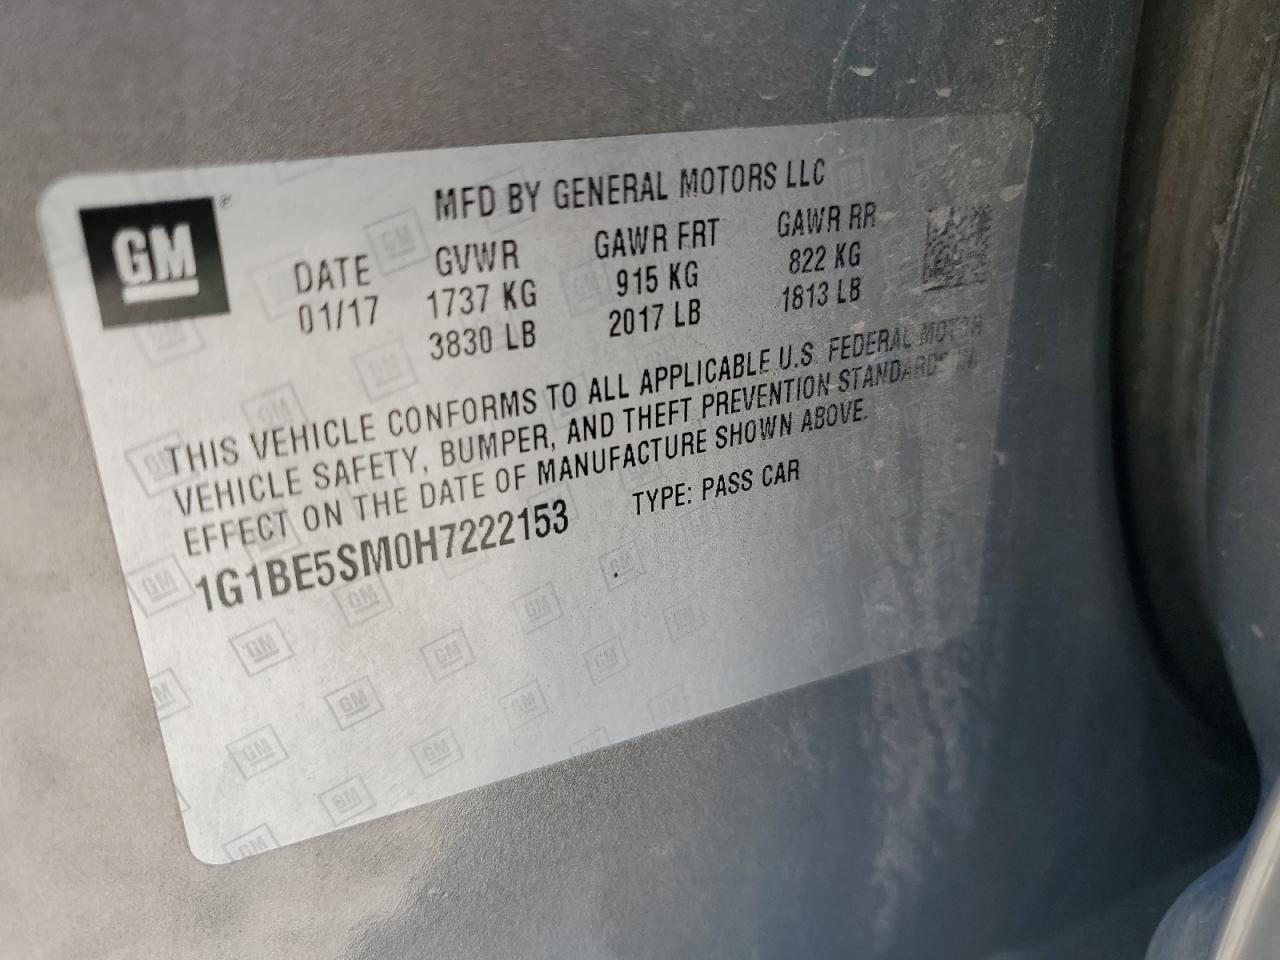 GM ®
MFD BY GENERAL MOTORS LLC
DATE GVWR GAWR FRT GAWR RR
01/17 1737 KG 915 KG 822 KG
3830 LB 2017 LB 1813 LB
THIS VEHICLE CONFORMS TO ALL APPLICABLE U.S. FEDERAL MOTOR
VEHICLE SAFETY, BUMPER, AND THEFT PREVENTION STANDARDS IN
EFFECT ON THE DATE OF MANUFACTURE SHOWN ABOVE.
1G1BE5SM0H7222153 TYPE: PASS CAR